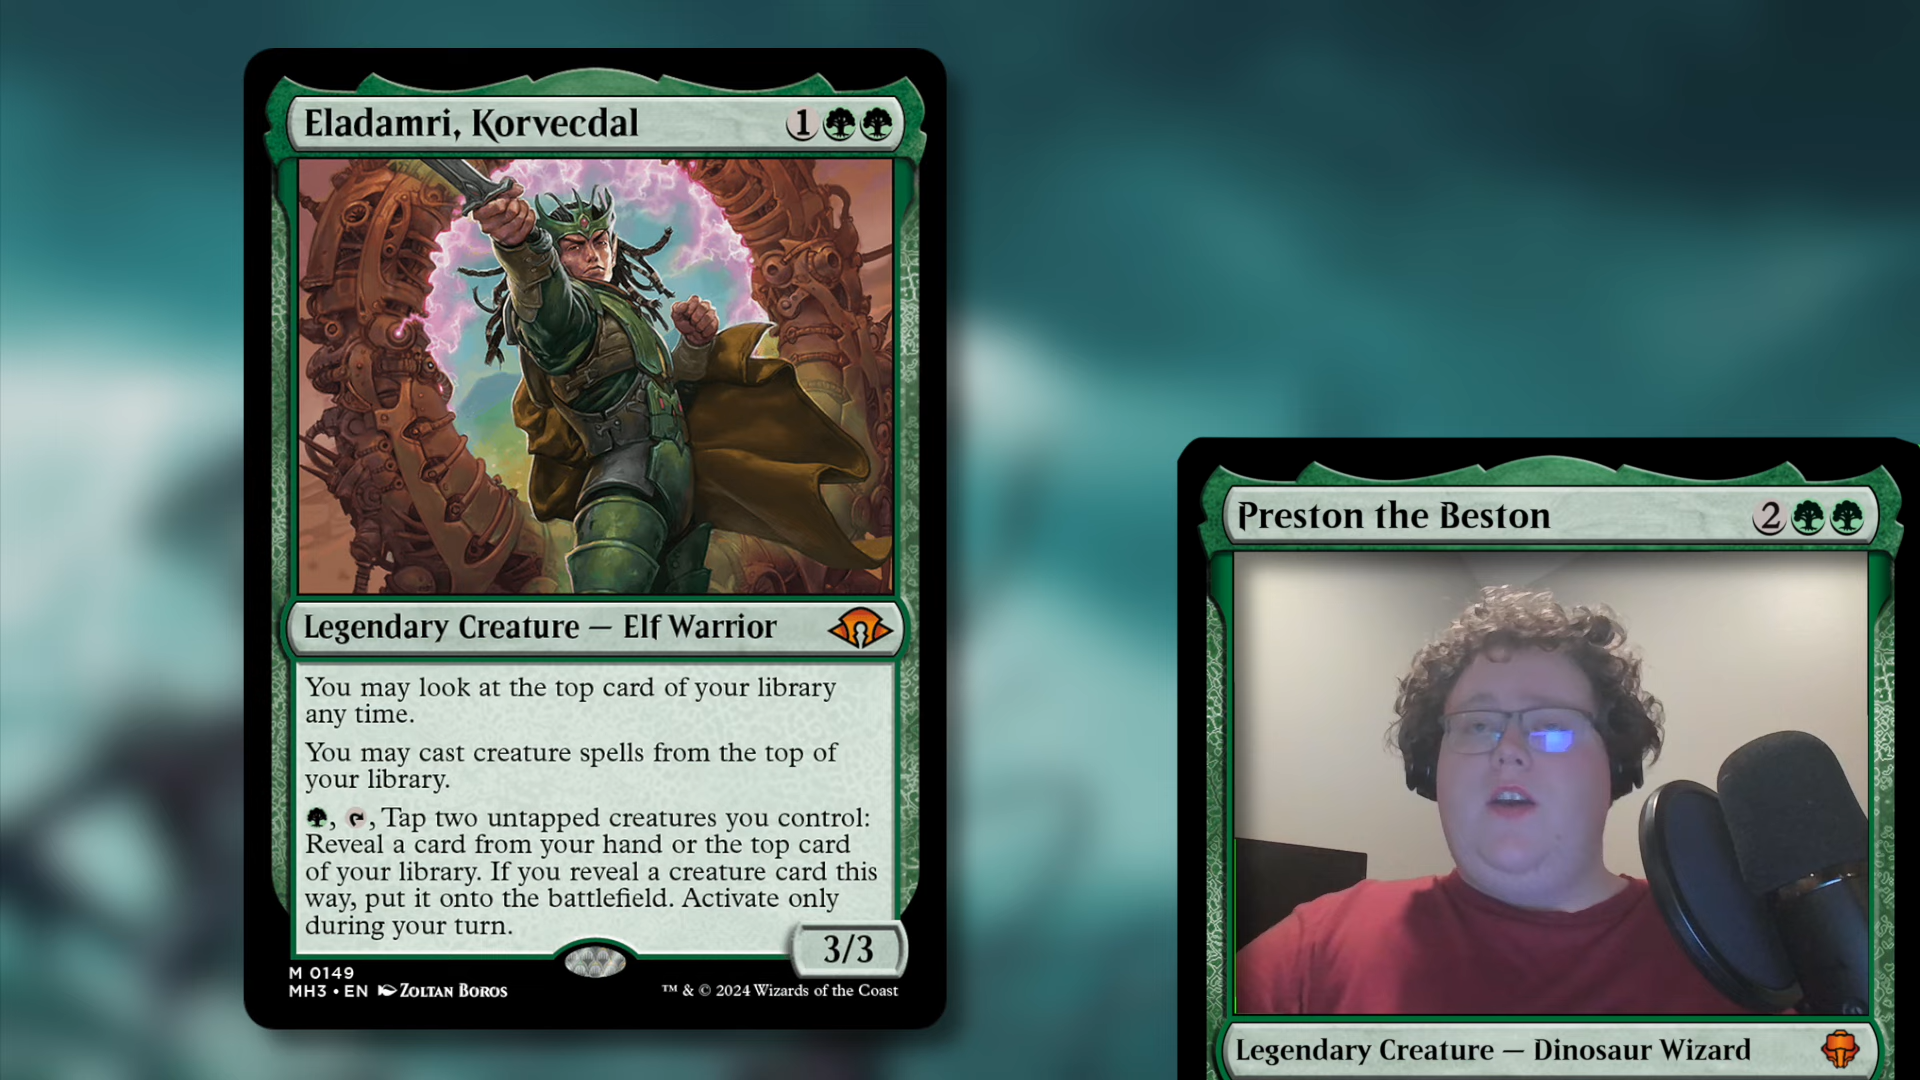 Eladamri, Korvecdal 1
Legendary Creature — Elf Warrior
You may look at the top card of your library
any time.
You may cast creature spells from the top of
your library.
, , Tap two untapped creatures you control:
Reveal a card from your hand or the top card
of your library. If you reveal a creature card this
way, put it onto the battlefield. Activate only
during your turn.
3/3
M 0149
MH3 • EN Zoltan Boros
™ & © 2024 Wizards of the Coast
Preston the Beston 2
Legendary Creature — Dinosaur Wizard